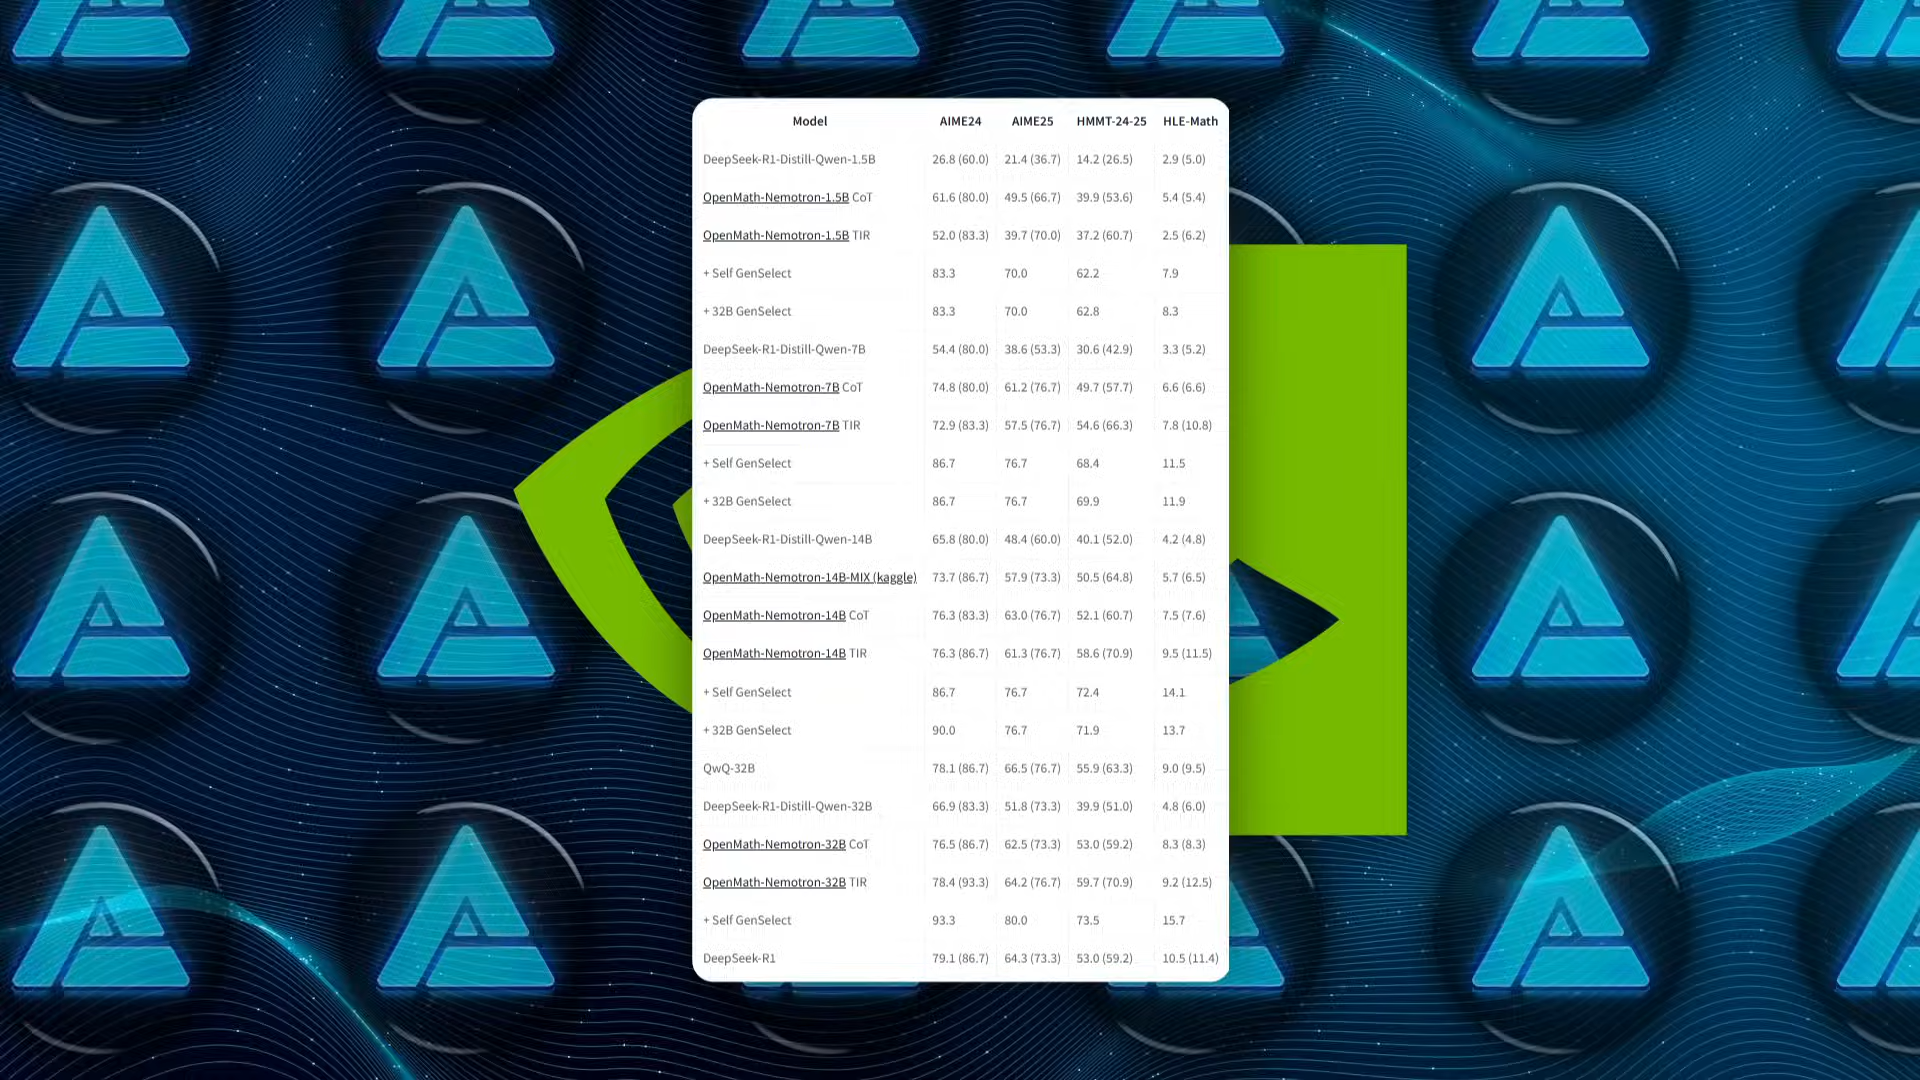 Model AIME24 AIME25 HMMT-24-25 HLE-Math
DeepSeek-R1-Distill-Qwen-1.5B 26.8 (60.0) 21.4 (36.7) 14.2 (26.5) 2.9 (5.0)
OpenMath-Nemotron-1.5B CoT 61.6 (80.0) 49.5 (66.7) 39.9 (53.6) 5.4 (5.4)
OpenMath-Nemotron-1.5B TIR 52.0 (83.3) 39.7 (70.0) 37.2 (60.7) 2.5 (6.2)
+ Self GenSelect 83.3 70.0 62.2 7.9
+ 32B GenSelect 83.3 70.0 62.8 8.3
DeepSeek-R1-Distill-Qwen-7B 54.4 (80.0) 38.6 (53.3) 30.6 (42.9) 3.3 (5.2)
OpenMath-Nemotron-7B CoT 74.8 (80.0) 61.2 (76.7) 49.7 (57.7) 6.6 (6.6)
OpenMath-Nemotron-7B TIR 72.9 (83.3) 57.5 (76.7) 54.6 (66.3) 7.8 (10.8)
+ Self GenSelect 86.7 76.7 68.4 11.5
+ 32B GenSelect 86.7 76.7 69.9 11.9
DeepSeek-R1-Distill-Qwen-14B 65.8 (80.0) 48.4 (60.0) 40.1 (52.0) 4.2 (4.8)
OpenMath-Nemotron-14B-MIX (kaggle) 73.7 (86.7) 57.9 (73.3) 50.5 (64.8) 5.7 (6.5)
OpenMath-Nemotron-14B CoT 76.3 (83.3) 63.0 (76.7) 52.1 (60.7) 7.5 (7.6)
OpenMath-Nemotron-14B TIR 76.3 (86.7) 61.3 (76.7) 58.6 (70.9) 9.5 (11.5)
+ Self GenSelect 86.7 76.7 72.4 14.1
+ 32B GenSelect 90.0 76.7 71.9 13.7
QwQ-32B 78.1 (86.7) 66.5 (76.7) 55.9 (63.3) 9.0 (9.5)
DeepSeek-R1-Distill-Qwen-32B 66.9 (83.3) 51.8 (73.3) 39.9 (51.0) 4.8 (6.0)
OpenMath-Nemotron-32B CoT 76.5 (86.7) 62.5 (73.3) 53.0 (59.2) 8.3 (8.3)
OpenMath-Nemotron-32B TIR 78.4 (93.3) 64.2 (76.7) 59.7 (70.9) 9.2 (12.5)
+ Self GenSelect 93.3 80.0 73.5 15.7
DeepSeek-R1 79.1 (86.7) 64.3 (73.3) 53.0 (59.2) 10.5 (11.4)